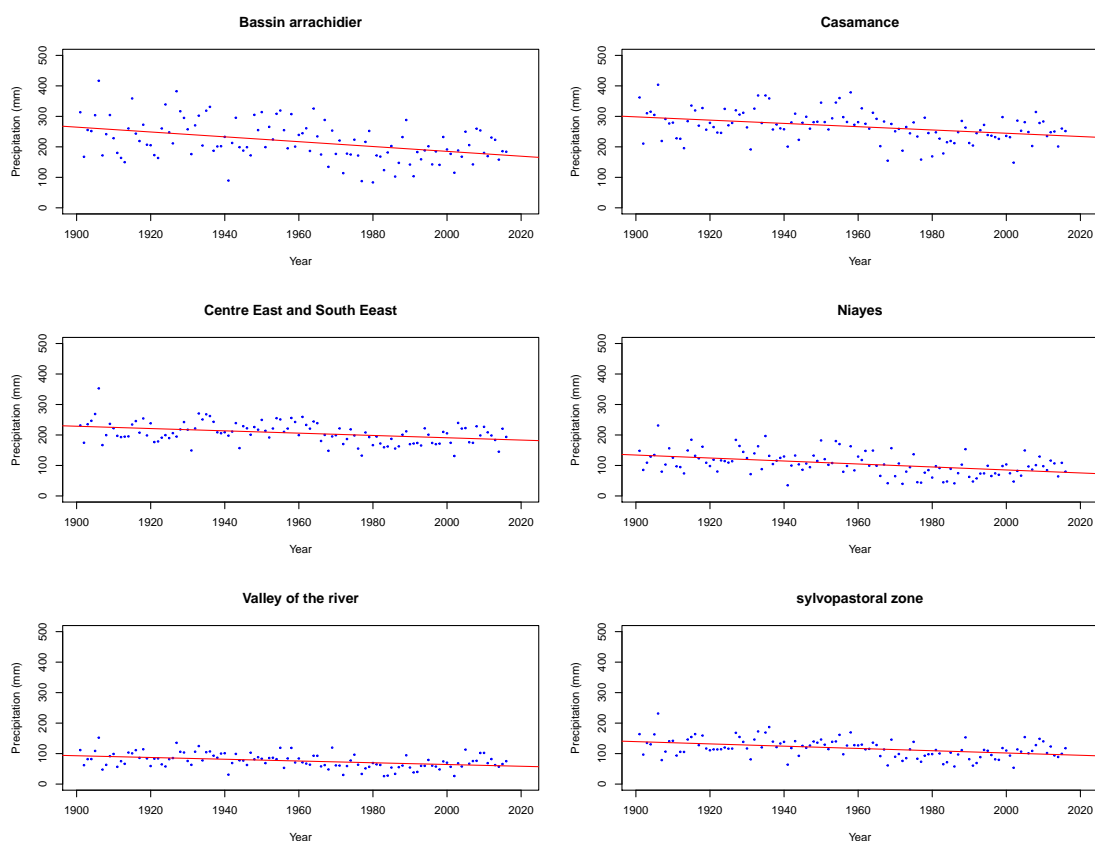 Bassin arrachidier
Precipitation (mm)
0 100 200 300 400 500
1900 1920 1940 1960 1980 2000 2020
Year
Casamance
Precipitation (mm)
0 100 200 300 400 500
1900 1920 1940 1960 1980 2000 2020
Year
Centre East and South Eeast
Precipitation (mm)
0 100 200 300 400 500
1900 1920 1940 1960 1980 2000 2020
Year
Niayes
Precipitation (mm)
0 100 200 300 400 500
1900 1920 1940 1960 1980 2000 2020
Year
Valley of the river
Precipitation (mm)
0 100 200 300 400 500
1900 1920 1940 1960 1980 2000 2020
Year
sylvopastoral zone
Precipitation (mm)
0 100 200 300 400 500
1900 1920 1940 1960 1980 2000 2020
Year